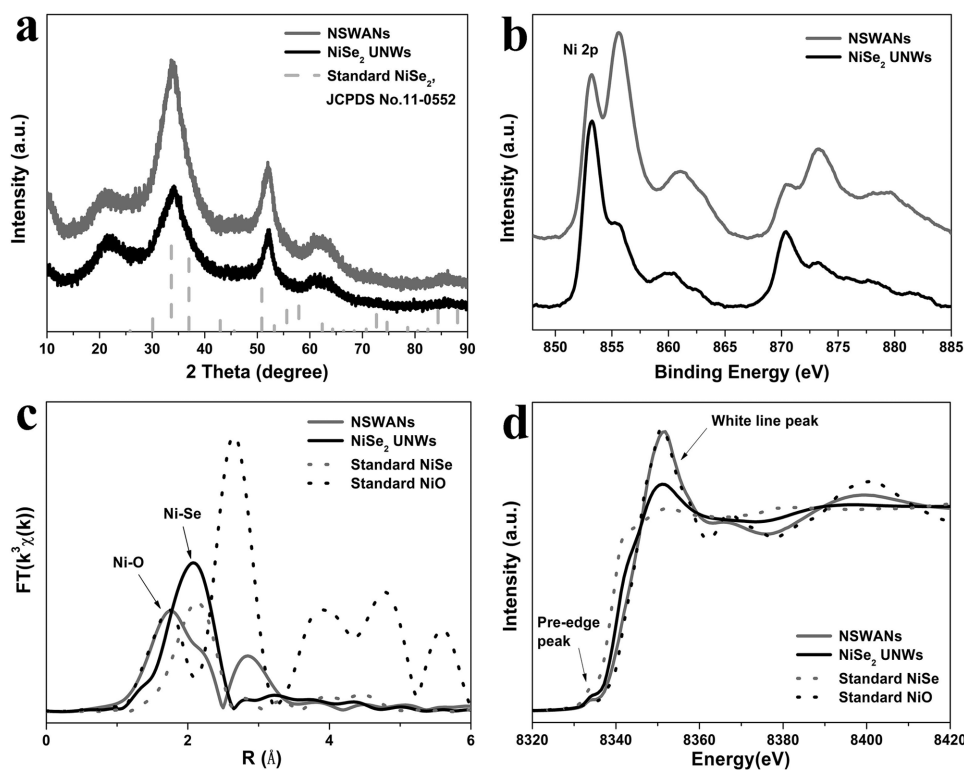 a
NSWANs
NiSe₂ UNWs
Standard NiSe₂,
JCPDS No.11-0552
Intensity (a.u.)
10 20 30 40 50 60 70 80 90
2 Theta (degree)
b
Ni 2p
NSWANs
NiSe₂ UNWs
Intensity (a.u.)
850 855 860 865 870 875 880 885
Binding Energy (eV)
c
NSWANs
NiSe₂ UNWs
Standard NiSe
Standard NiO
Ni-Se
Ni-O
FT(k³χ(k))
0 1 2 3 4 5 6
R (Å)
d
White line peak
Pre-edge
peak
NSWANs
NiSe₂ UNWs
Standard NiSe
Standard NiO
Intensity (a.u.)
8320 8340 8360 8380 8400 8420
Energy(eV)